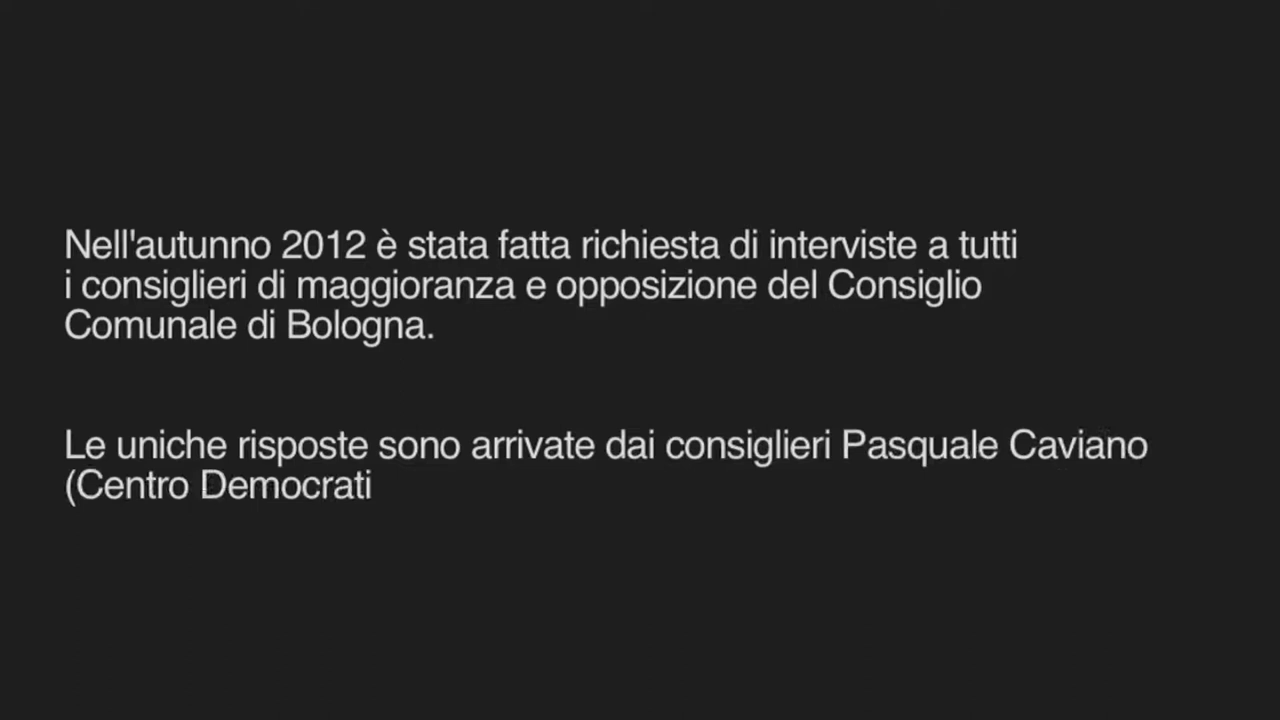 Nell'autunno 2012 è stata fatta richiesta di interviste a tutti
i consiglieri di maggioranza e opposizione del Consiglio
Comunale di Bologna.
Le uniche risposte sono arrivate dai consiglieri Pasquale Caviano
(Centro Democrati